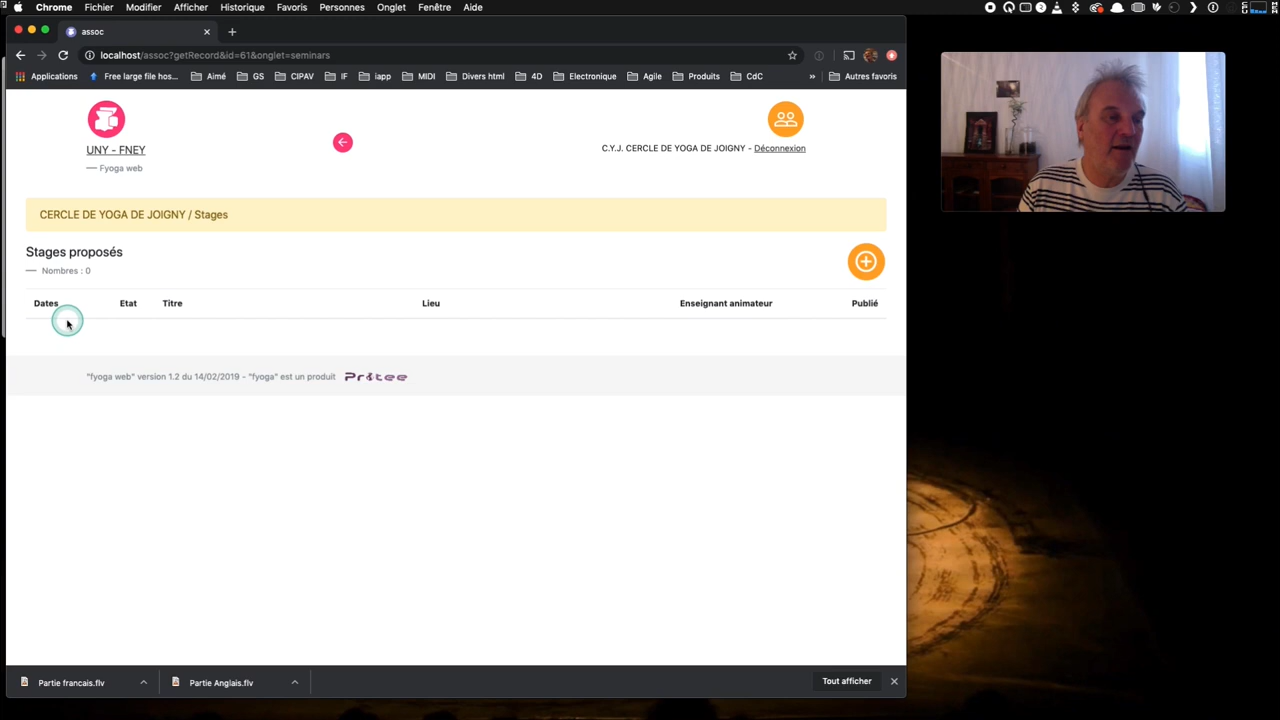 Chrome Fichier Modifier Afficher Historique Favoris Personnes Onglet Fenêtre Aide
assoc
localhost/assoc?getRecord&id=61&onglet=seminars
Applications Free large file hos... Aimé GS CIPAV IF iapp MIDI Divers html 4D Electronique Agile Produits CdC » Autres favoris
UNY - FNEY
C.Y.J. CERCLE DE YOGA DE JOIGNY - Déconnexion
— Fyoga web
CERCLE DE YOGA DE JOIGNY / Stages
Stages proposés
— Nombres : 0
Dates Etat Titre Lieu Enseignant animateur Publié
"fyoga web" version 1.2 du 14/02/2019 - "fyoga" est un produit Prôtee
Partie francais.flv Partie Anglais.flv Tout afficher